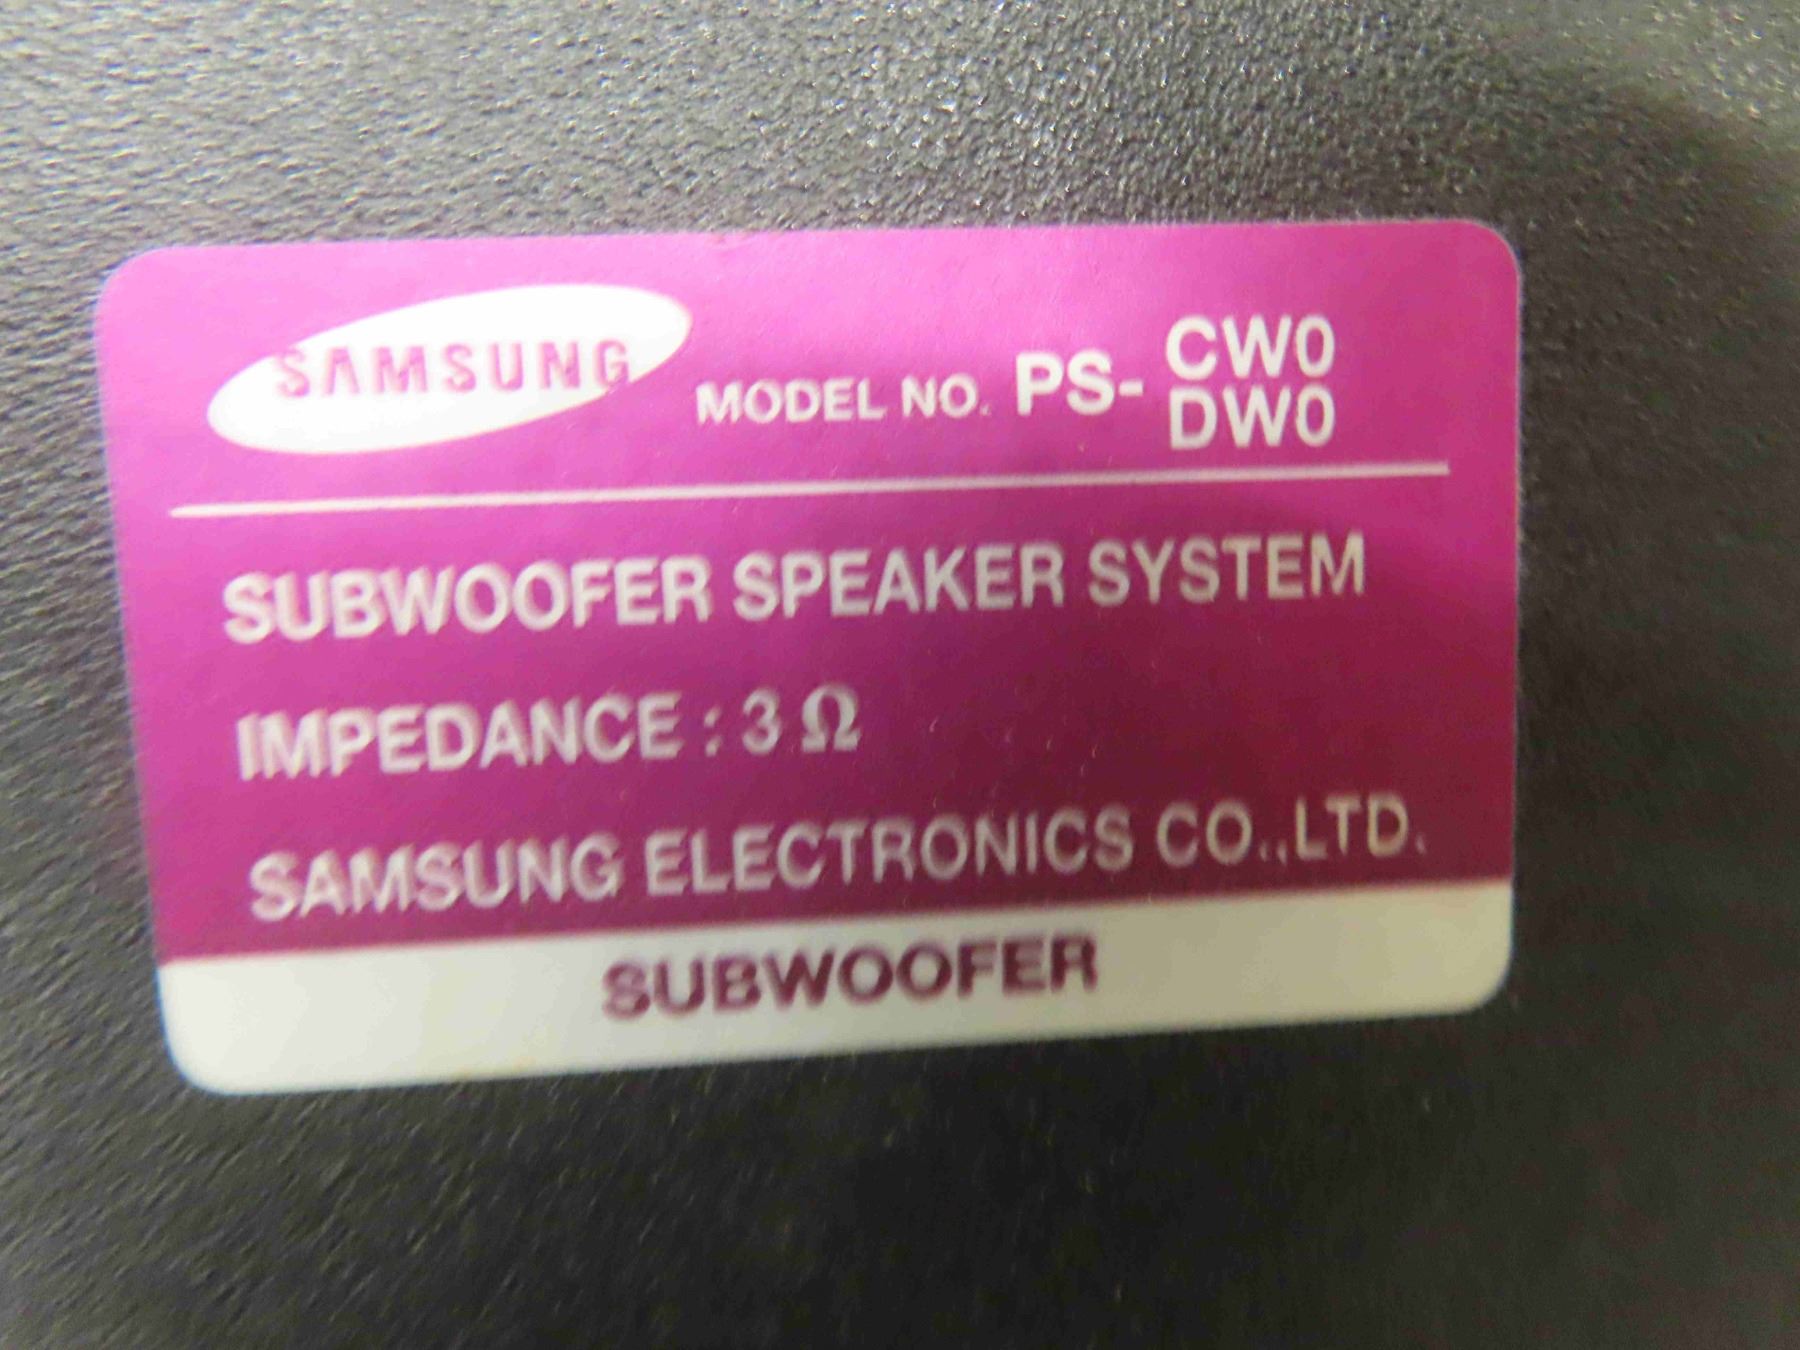 SAMSUNG MODEL NO. PS- CW0
DW0
SUBWOOFER SPEAKER SYSTEM
IMPEDANCE : 3 Ω
SAMSUNG ELECTRONICS CO.,LTD.
SUBWOOFER